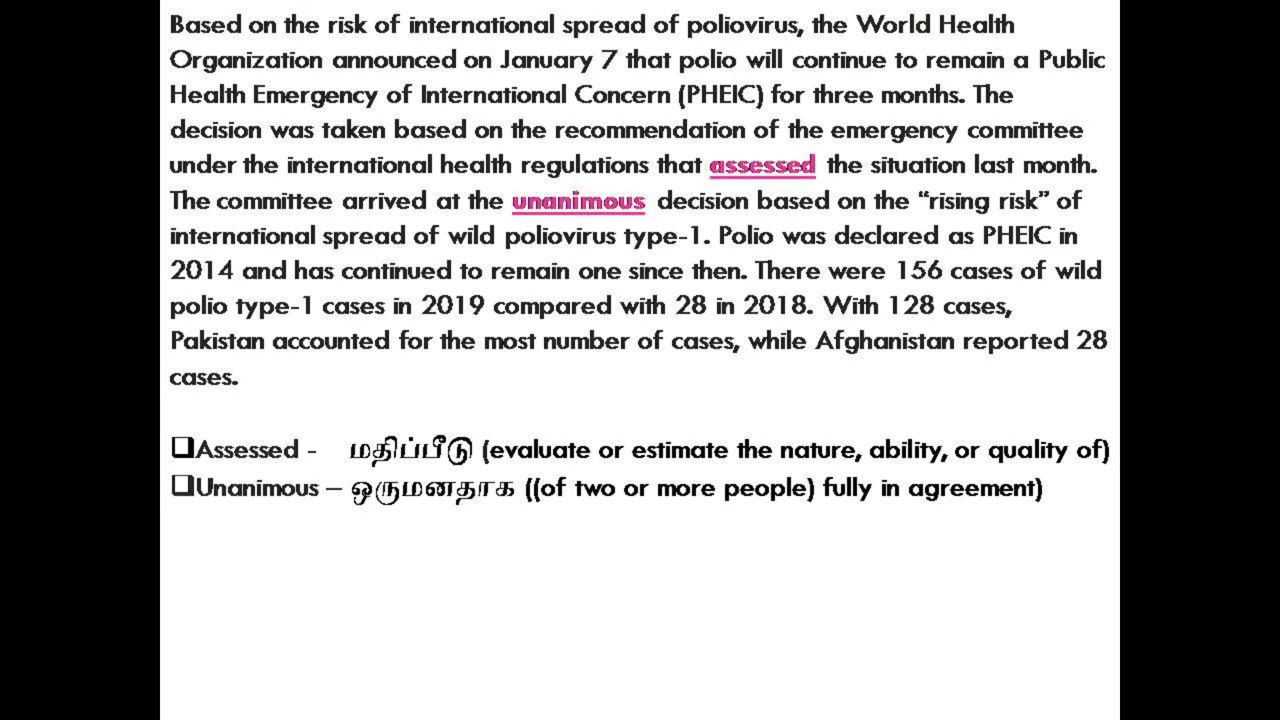 Based on the risk of international spread of poliovirus, the World Health
Organization announced on January 7 that polio will continue to remain a Public
Health Emergency of International Concern (PHEIC) for three months. The
decision was taken based on the recommendation of the emergency committee
under the international health regulations that assessed the situation last month.
The committee arrived at the unanimous decision based on the “rising risk” of
international spread of wild poliovirus type-1. Polio was declared as PHEIC in
2014 and has continued to remain one since then. There were 156 cases of wild
polio type-1 cases in 2019 compared with 28 in 2018. With 128 cases,
Pakistan accounted for the most number of cases, while Afghanistan reported 28
cases.
❑Assessed - மதிப்பீடு (evaluate or estimate the nature, ability, or quality of)
❑Unanimous – ஒருமனதாக ((of two or more people) fully in agreement)